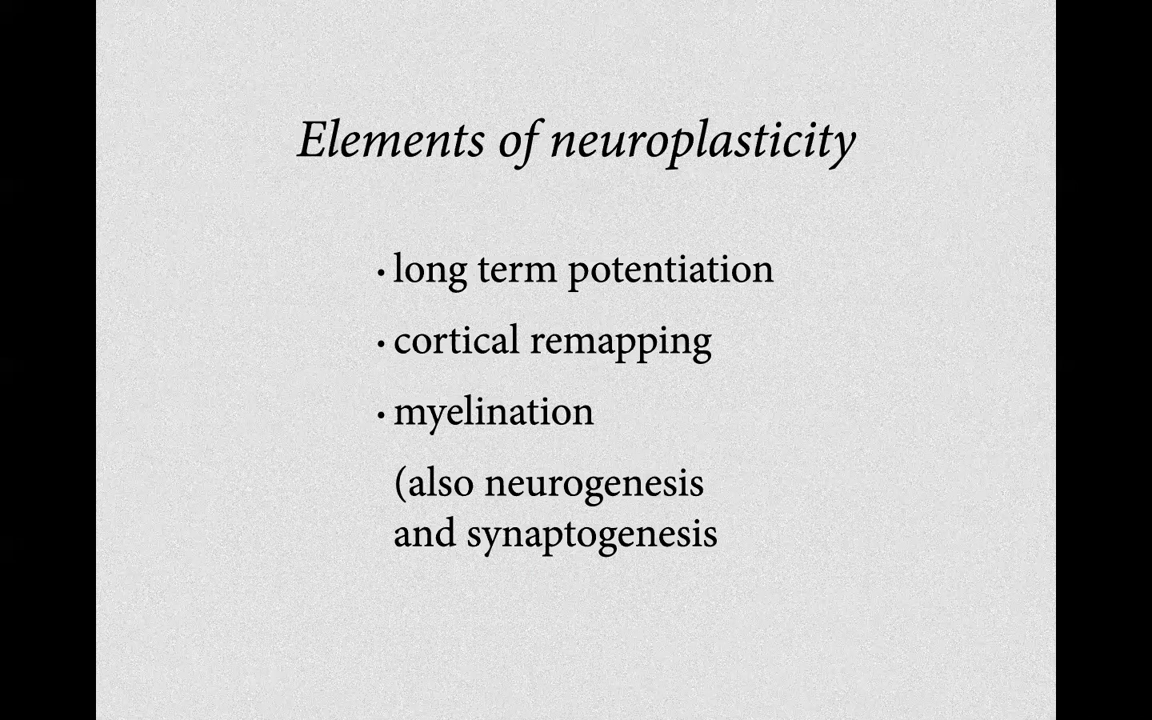 Elements of neuroplasticity
• long term potentiation
• cortical remapping
• myelination
(also neurogenesis
and synaptogenesis